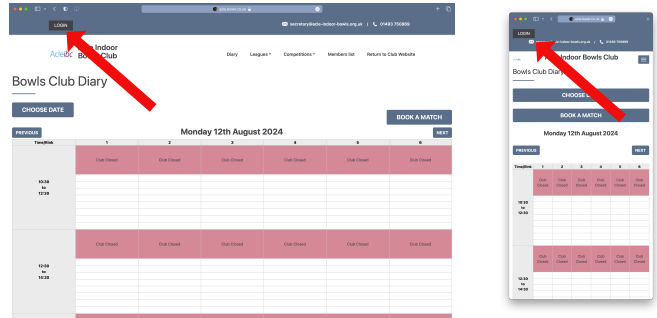 LOGIN
secretary@acle-indoor-bowls.org.uk | 01493 750889
Indoor
Bowls Club
Diary Leagues Competitions Members list Return to Club Website
Bowls Club Diary
CHOOSE DATE
BOOK A MATCH
PREVIOUS
Monday 12th August 2024
NEXT
Time/Rink 1 2 3 4 5 6
Club Closed Club Closed Club Closed Club Closed Club Closed Club Closed
10:30
to
12:30
Club Closed Club Closed Club Closed Club Closed Club Closed Club Closed
12:30
to
14:30
LOGIN
01493 750889
Indoor Bowls Club
Bowls Club Diary
CHOOSE
BOOK A MATCH
Monday 12th August 2024
PREVIOUS NEXT
Time/Rink 1 2 3 4 5 6
Club Club Club Club Club Club
Closed Closed Closed Closed Closed Closed
10:30
to
12:30
Club Club Club Club Club Club
Closed Closed Closed Closed Closed Closed
12:30
to
14:30